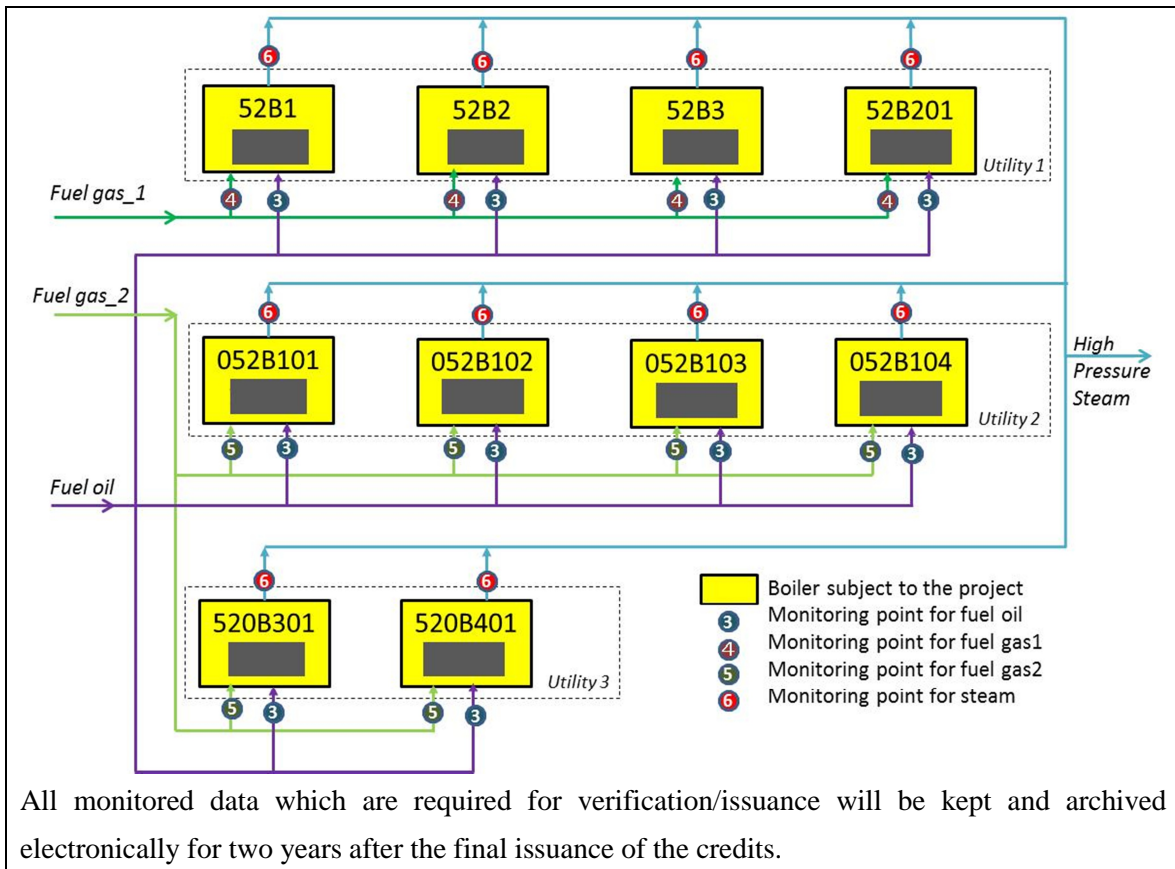 6 6 6 6
52B1 52B2 52B3 52B201
Utility 1
Fuel gas_1
4 3 4 3 4 3 4 3
Fuel gas_2
6 6 6 6
052B101 052B102 052B103 052B104
High
Pressure
Steam
Utility 2
5 3 5 3 5 3 5 3
Fuel oil
6 6
520B301 520B401
Utility 3
5 3 5 3
Boiler subject to the project
3 Monitoring point for fuel oil
4 Monitoring point for fuel gas1
5 Monitoring point for fuel gas2
6 Monitoring point for steam
All monitored data which are required for verification/issuance will be kept and archived
electronically for two years after the final issuance of the credits.